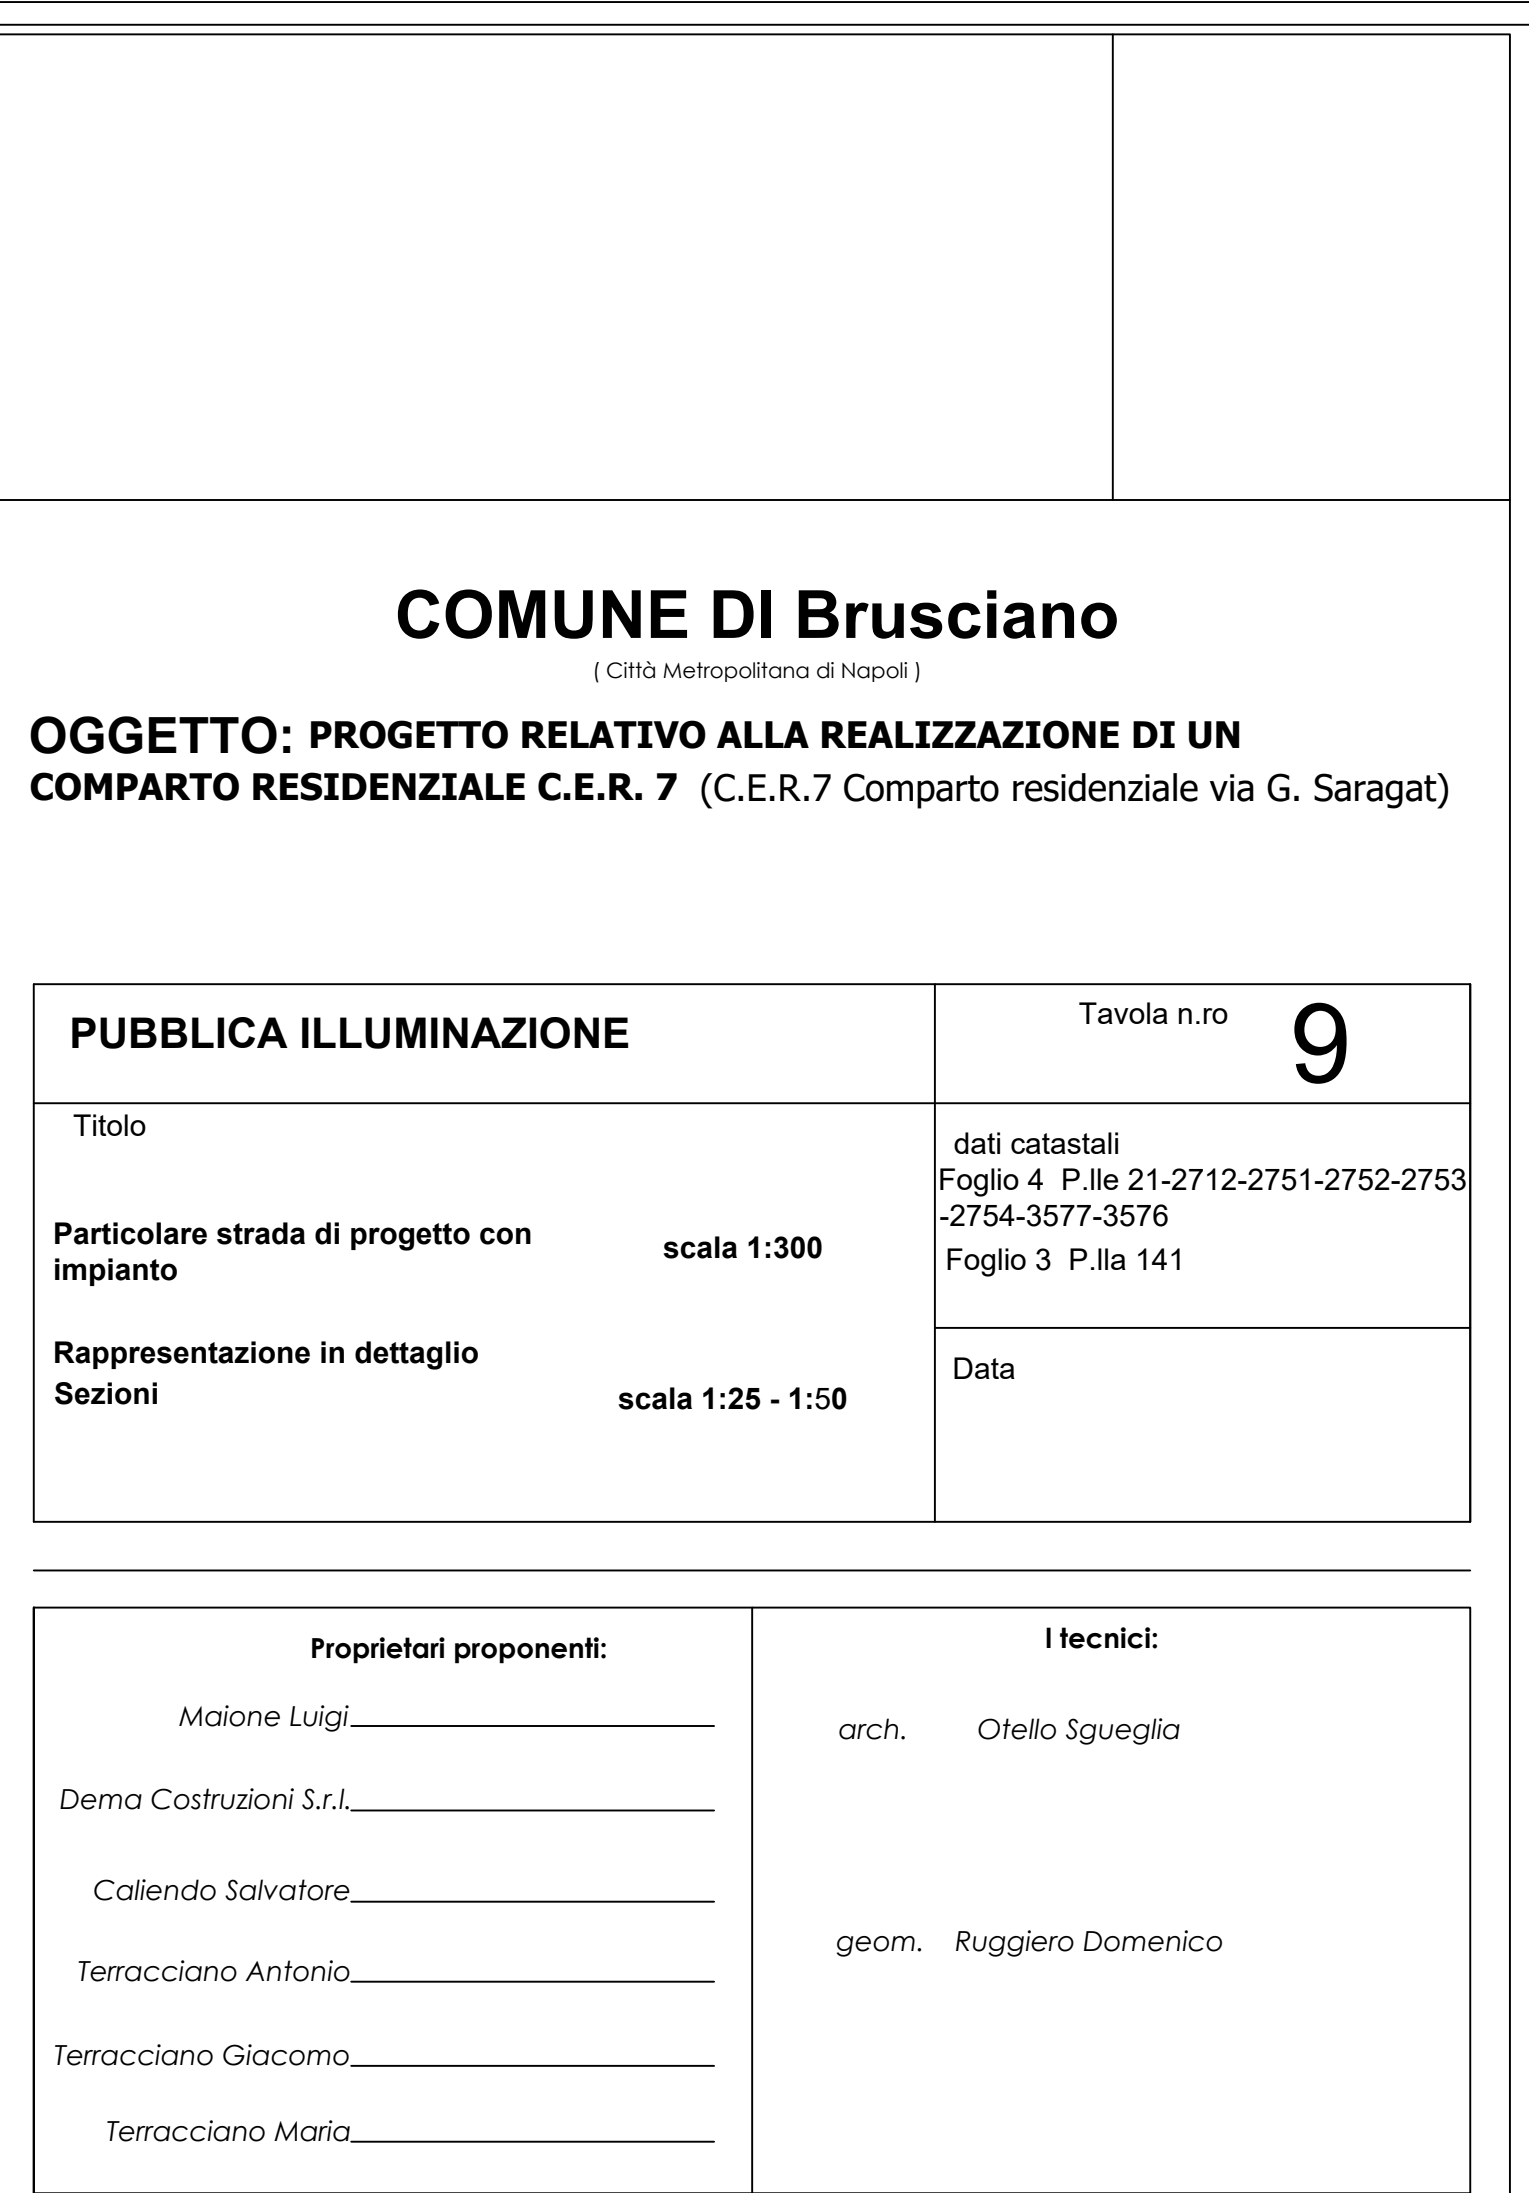 COMUNE DI Brusciano
( Città Metropolitana di Napoli )
OGGETTO: PROGETTO RELATIVO ALLA REALIZZAZIONE DI UN
COMPARTO RESIDENZIALE C.E.R. 7 (C.E.R.7 Comparto residenziale via G. Saragat)
PUBBLICA ILLUMINAZIONE
Tavola n.ro 9
Titolo
Particolare strada di progetto con
impianto
scala 1:300
Rappresentazione in dettaglio
Sezioni
scala 1:25 - 1:50
dati catastali
Foglio 4 P.lle 21-2712-2751-2752-2753
-2754-3577-3576
Foglio 3 P.lla 141
Data
Proprietari proponenti:
Maione Luigi
Dema Costruzioni S.r.l.
Caliendo Salvatore
Terracciano Antonio
Terracciano Giacomo
Terracciano Maria
I tecnici:
arch. Otello Sgueglia
geom. Ruggiero Domenico